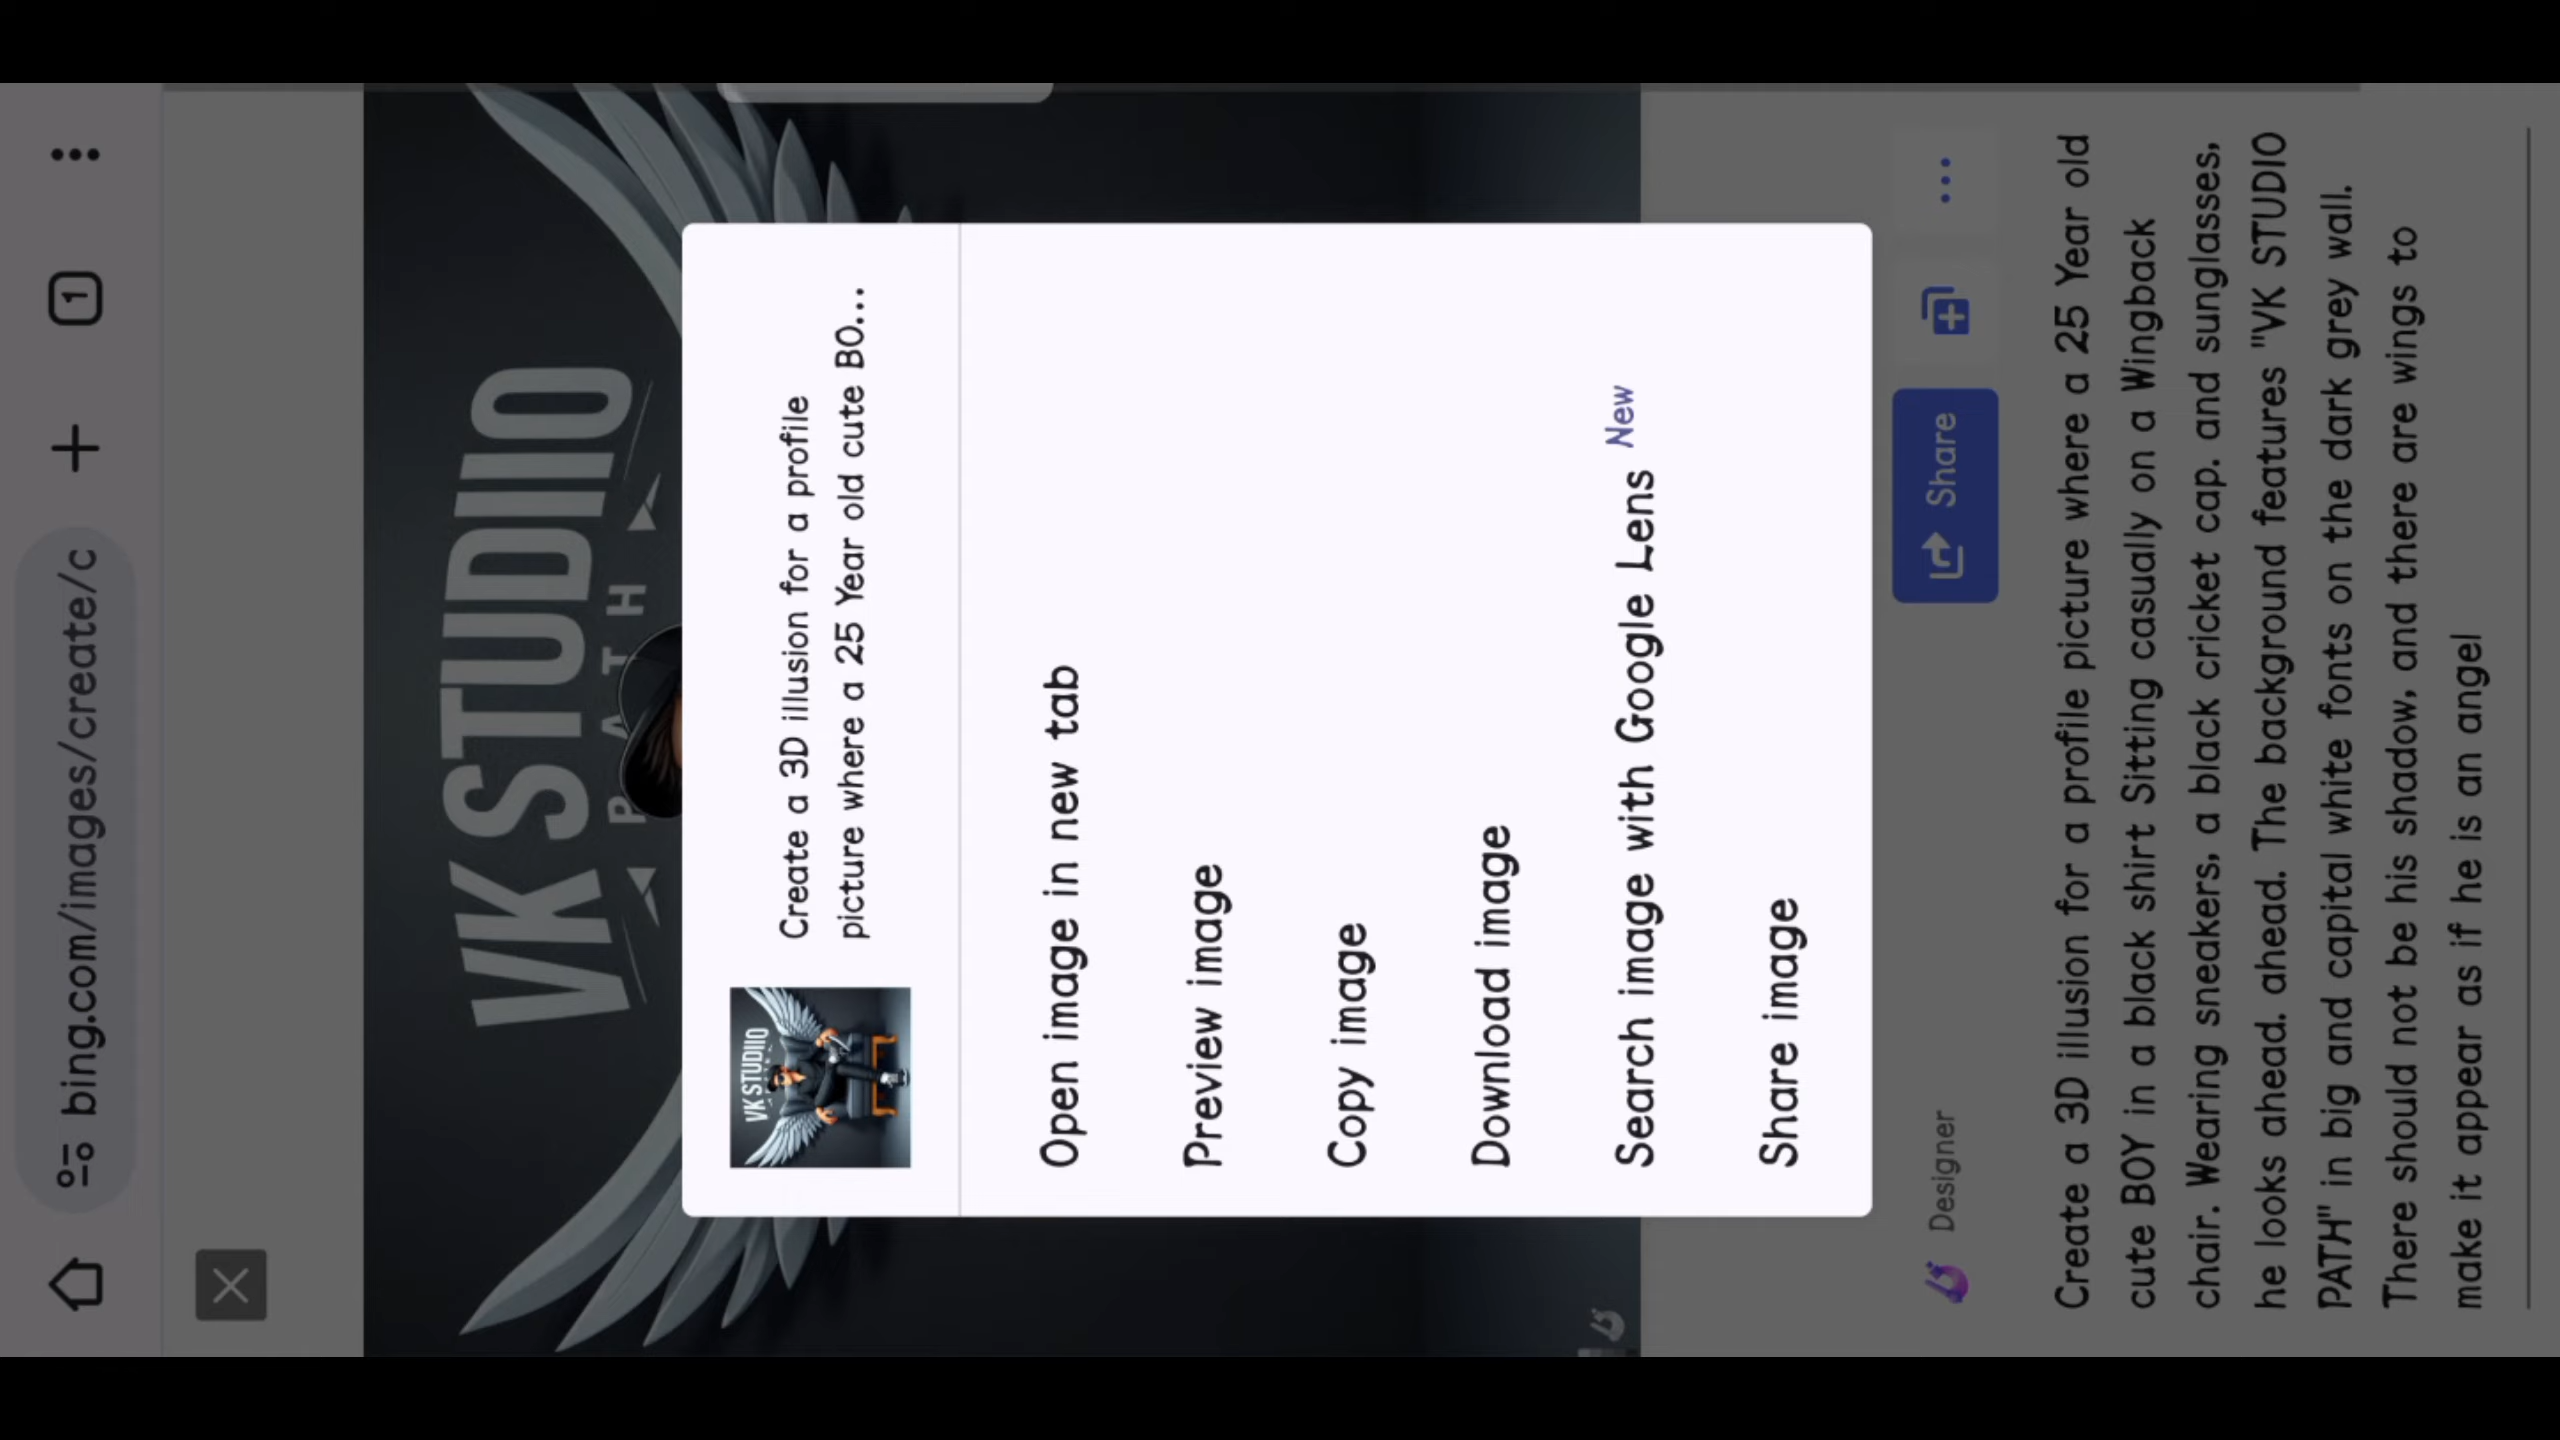 bing.com/images/create/c
1
VK STUDIIO
PATH
Create a 3D illusion for a profile
picture where a 25 Year old cute BO...
VK STUDIIO
Open image in new tab
Preview image
Copy image
Download image
Search image with Google Lens New
Share image
Designer
Share
Create a 3D illusion for a profile picture where a 25 Year old
cute BOY in a black shirt Sitting casually on a Wingback
chair. Wearing sneakers, a black cricket cap. and sunglasses,
he looks ahead. ahead. The background features "VK STUDIO
PATH" in big and capital white fonts on the dark grey wall.
There should not be his shadow, and there are wings to
make it appear as if he is an angel